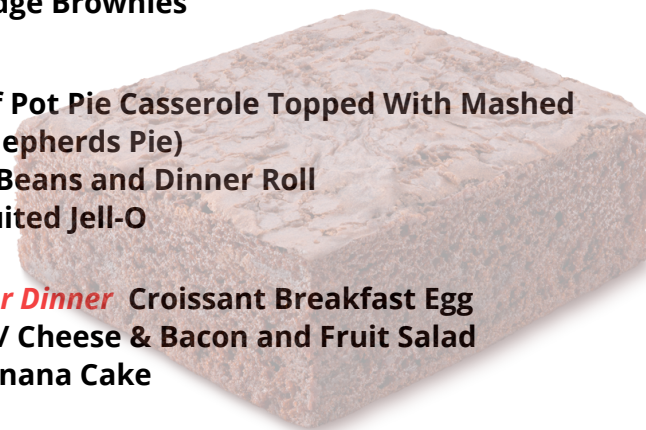 dge Brownies
f Pot Pie Casserole Topped With Mashed
epherds Pie)
Beans and Dinner Roll
uited Jell-O
r Dinner Croissant Breakfast Egg
/ Cheese & Bacon and Fruit Salad
nana Cake